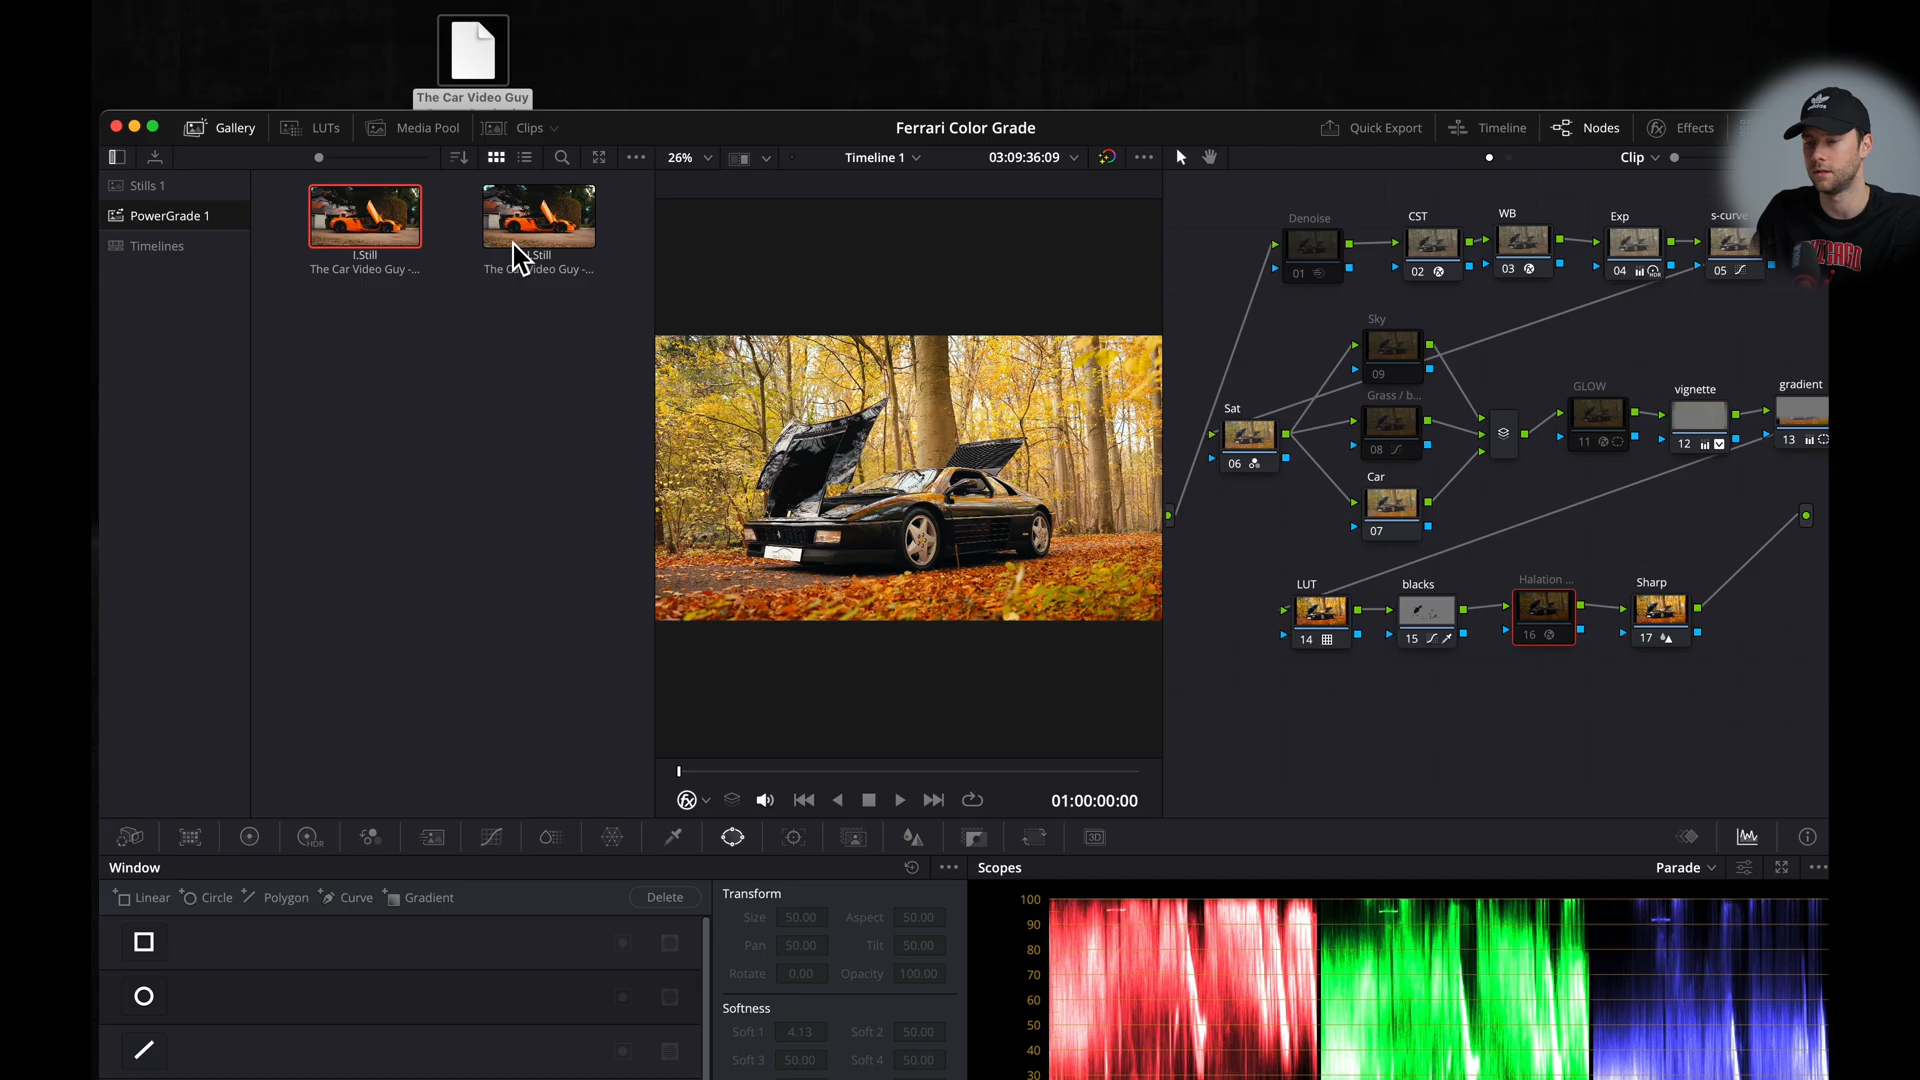 The Car Video Guy
Gallery
LUTs
Media Pool
Clips
Ferrari Color Grade
Quick Export
Timeline
Nodes
Effects
26%
Timeline 1
03:09:36:09
Clip
Stills 1
PowerGrade 1
Timelines
The Car Video Guy -...
Denoise
01
CST
02
WB
03
Exp
04
HDR
s-curve
05
Sky
09
Grass / b...
08
Car
07
Sat
06
GLOW
11
vignette
12
gradient
13
LUT
14
blacks
15
Halation ...
16
Sharp
17
01:00:00:00
HDR
3D
Window
Linear
Circle
Polygon
Curve
Gradient
Delete
Transform
Size 50.00 Aspect 50.00
Pan 50.00 Tilt 50.00
Rotate 0.00 Opacity 100.00
Softness
Soft 1 4.13 Soft 2 50.00
Soft 3 50.00 Soft 4 50.00
Scopes
Parade
100
90
80
70
60
50
40
30
adidas